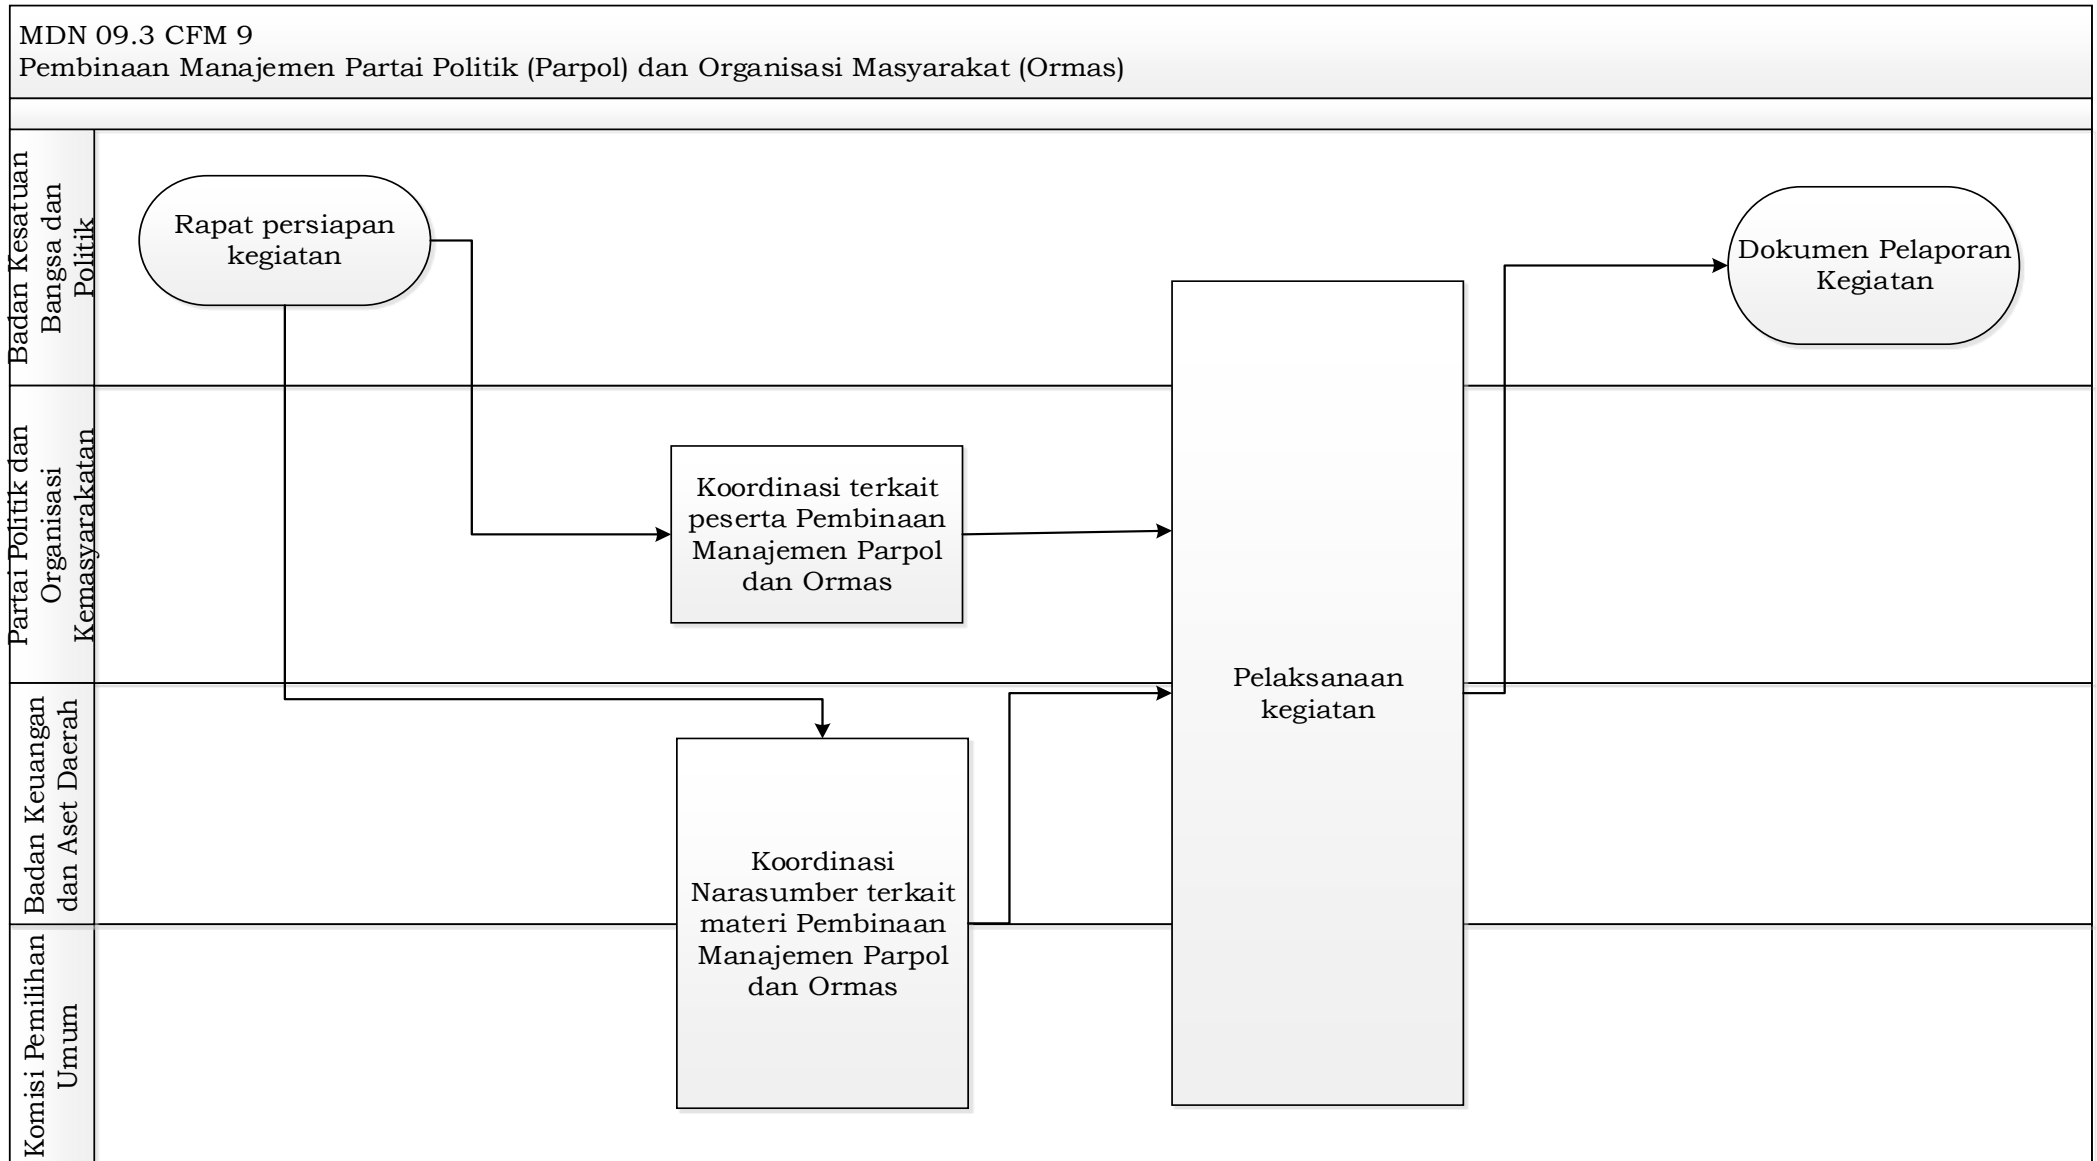 MDN 09.3 CFM 9
Pembinaan Manajemen Partai Politik (Parpol) dan Organisasi Masyarakat (Ormas)
Badan Kesatuan
Bangsa dan
Politik
Rapat persiapan
kegiatan
Dokumen Pelaporan
Kegiatan
Partai Politik dan
Organisasi
Kemasyarakatan
Koordinasi terkait
peserta Pembinaan
Manajemen Parpol
dan Ormas
Pelaksanaan
kegiatan
Badan Keuangan
dan Aset Daerah
Koordinasi
Narasumber terkait
materi Pembinaan
Manajemen Parpol
dan Ormas
Komisi Pemilihan
Umum